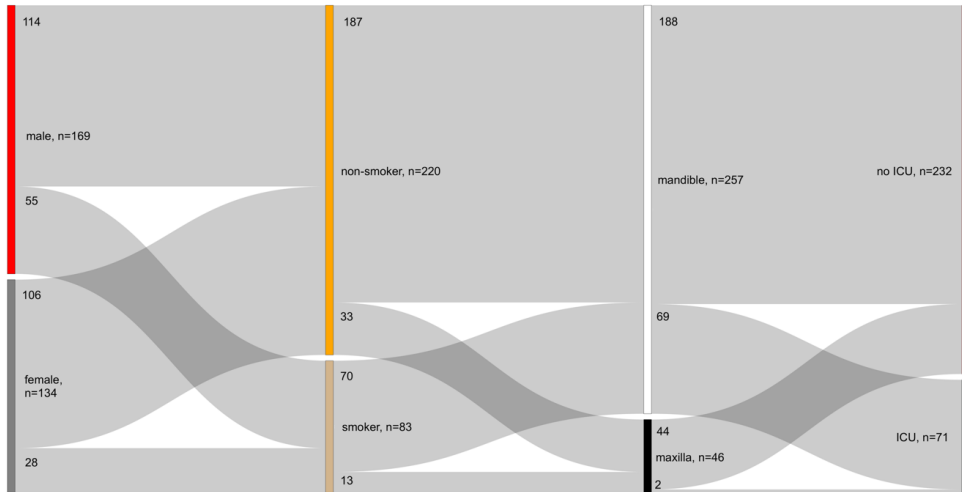 114
male, n=169
55
106
female,
n=134
28
187
non-smoker, n=220
33
70
smoker, n=83
13
188
mandible, n=257
69
44
maxilla, n=46
2
no ICU, n=232
ICU, n=71